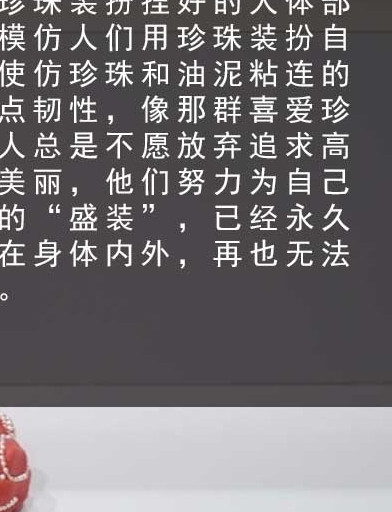 珍珠装扮捏好的人体部
模仿人们用珍珠装扮自
使仿珍珠和油泥粘连的
点韧性，像那群喜爱珍
人总是不愿放弃追求高
美丽，他们努力为自己
的“盛装”，已经永久
在身体内外，再也无法
。